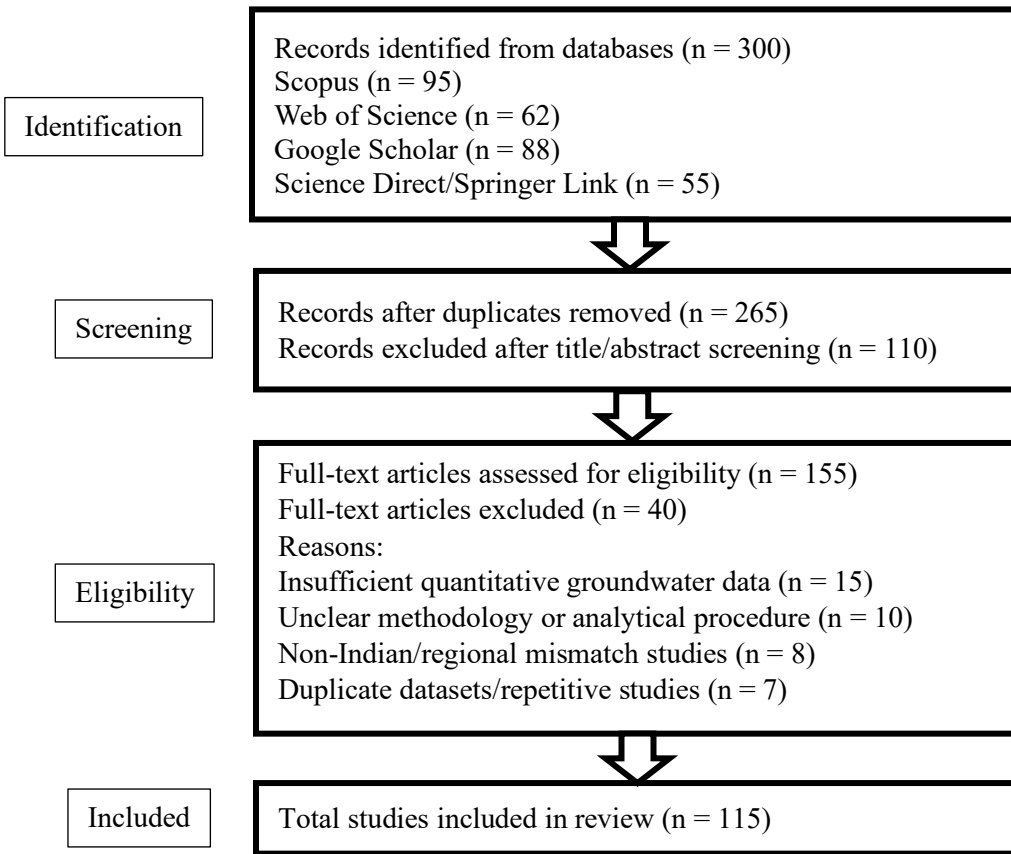 Identification
Records identified from databases (n = 300)
Scopus (n = 95)
Web of Science (n = 62)
Google Scholar (n = 88)
Science Direct/Springer Link (n = 55)
Screening
Records after duplicates removed (n = 265)
Records excluded after title/abstract screening (n = 110)
Eligibility
Full-text articles assessed for eligibility (n = 155)
Full-text articles excluded (n = 40)
Reasons:
Insufficient quantitative groundwater data (n = 15)
Unclear methodology or analytical procedure (n = 10)
Non-Indian/regional mismatch studies (n = 8)
Duplicate datasets/repetitive studies (n = 7)
Included
Total studies included in review (n = 115)